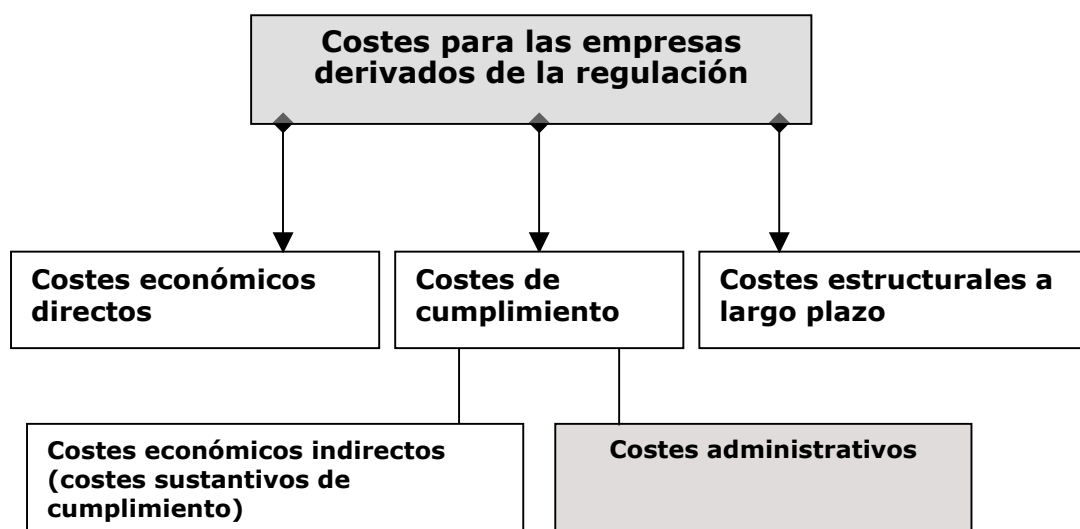 Costes para las empresas
derivados de la regulación
Costes económicos
directos
Costes de
cumplimiento
Costes estructurales a
largo plazo
Costes económicos indirectos
(costes sustantivos de
cumplimiento)
Costes administrativos